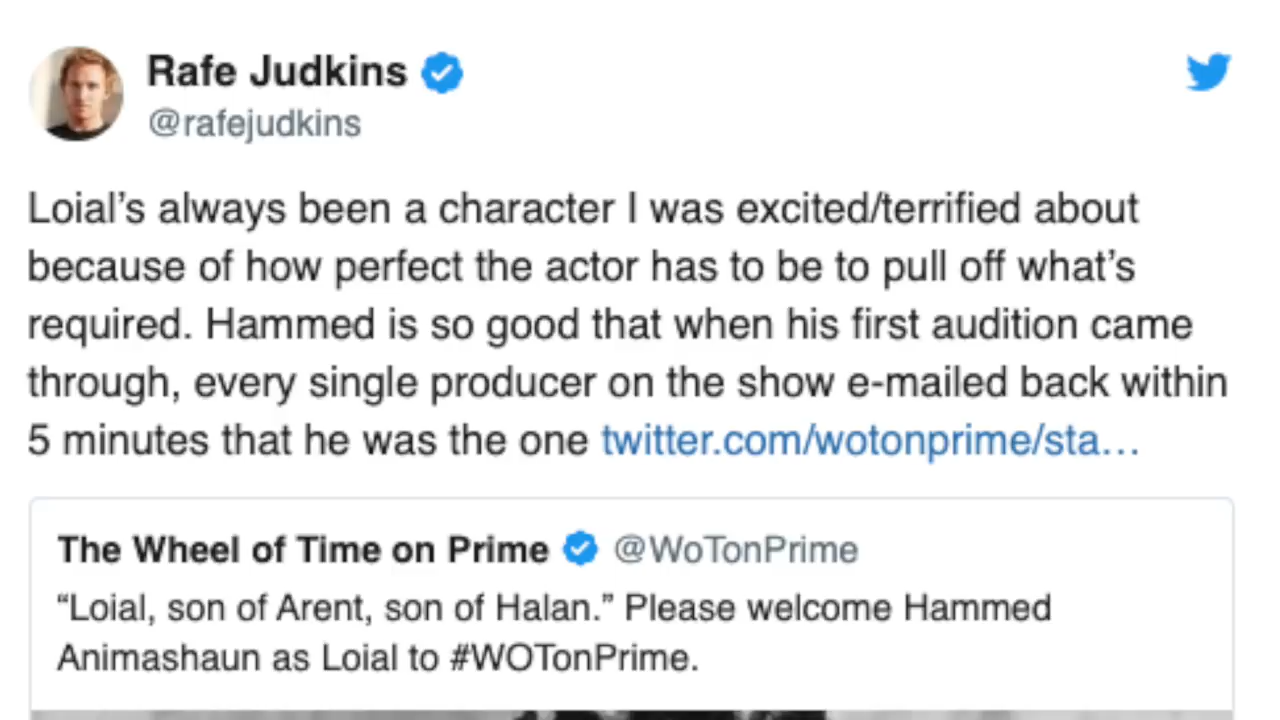 Rafe Judkins
@rafejudkins
Loial’s always been a character I was excited/terrified about
because of how perfect the actor has to be to pull off what’s
required. Hammed is so good that when his first audition came
through, every single producer on the show e-mailed back within
5 minutes that he was the one twitter.com/wotonprime/sta…
The Wheel of Time on Prime @WoTonPrime
“Loial, son of Arent, son of Halan.” Please welcome Hammed
Animashaun as Loial to #WOTonPrime.